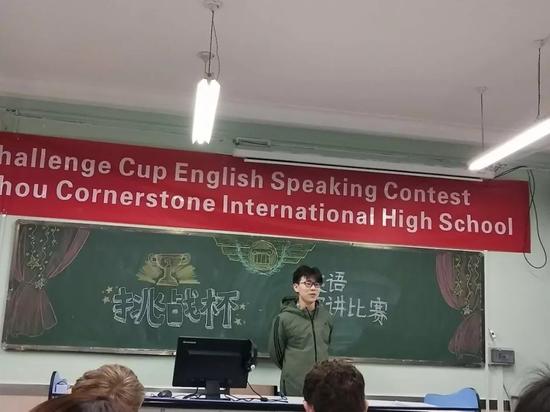 hallenge Cup English Speaking Contest
hou Cornerstone International High School
挑战杯
语
讲比赛